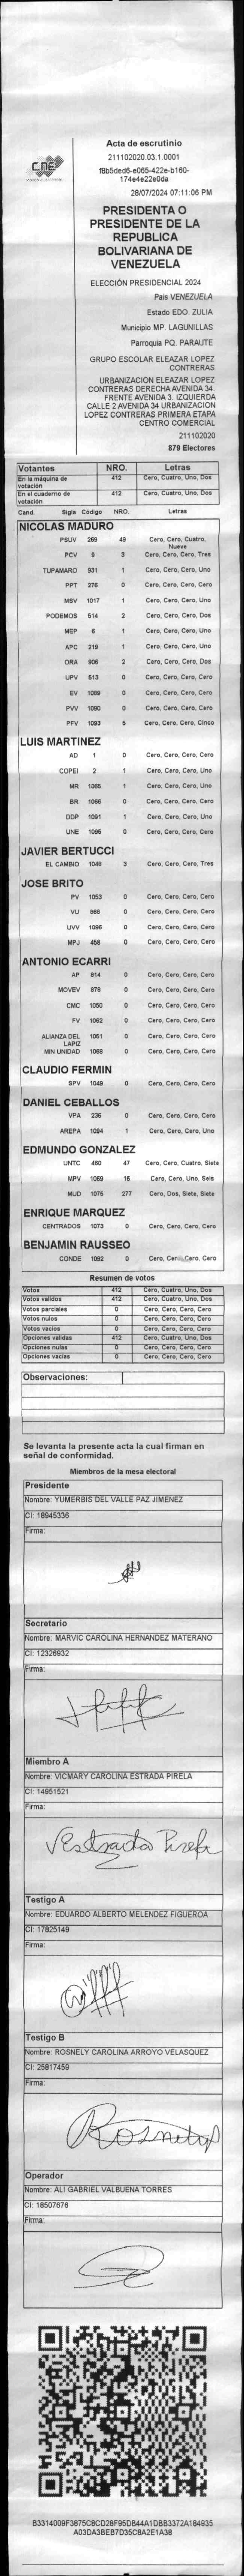 CNE
Acta de escrutinio
211102020.03.1.0001
f8b5ded6-e065-422e-b160-
174e4e22e0da
28/07/2024 07:11:06 PM
PRESIDENTA O
PRESIDENTE DE LA
REPUBLICA
BOLIVARIANA DE
VENEZUELA
ELECCIÓN PRESIDENCIAL 2024
País VENEZUELA
Estado EDO. ZULIA
Municipio MP. LAGUNILLAS
Parroquia PQ. PARAUTE
GRUPO ESCOLAR ELEAZAR LOPEZ
CONTRERAS
URBANIZACION ELEAZAR LOPEZ
CONTRERAS DERECHA AVENIDA 34.
FRENTE AVENIDA 3. IZQUIERDA
CALLE 2 AVENIDA 34 URBANIZACION
LOPEZ CONTRERAS PRIMERA ETAPA
CENTRO COMERCIAL
211102020
879 Electores
Votantes NRO. Letras
En la máquina de votación 412 Cero, Cuatro, Uno, Dos
En el cuaderno de votación 412 Cero, Cuatro, Uno, Dos
Cand. Sigla Código NRO. Letras
NICOLAS MADURO
PSUV 269 49 Cero, Cero, Cuatro, Nueve
PCV 9 3 Cero, Cero, Cero, Tres
TUPAMARO 931 1 Cero, Cero, Cero, Uno
PPT 276 0 Cero, Cero, Cero, Cero
MSV 1017 1 Cero, Cero, Cero, Uno
PODEMOS 514 2 Cero, Cero, Cero, Dos
MEP 6 1 Cero, Cero, Cero, Uno
APC 219 1 Cero, Cero, Cero, Uno
ORA 906 2 Cero, Cero, Cero, Dos
UPV 513 0 Cero, Cero, Cero, Cero
EV 1089 0 Cero, Cero, Cero, Cero
PVV 1090 0 Cero, Cero, Cero, Cero
PFV 1093 5 Cero, Cero, Cero, Cinco
LUIS MARTINEZ
AD 1 0 Cero, Cero, Cero, Cero
COPEI 2 1 Cero, Cero, Cero, Uno
MR 1066 1 Cero, Cero, Cero, Uno
BR 0 Cero, Cero, Cero, Cero
DDP 1091 1 Cero, Cero, Cero, Uno
UNE 1095 0 Cero, Cero, Cero, Cero
JAVIER BERTUCCI
EL CAMBIO 1048 3 Cero, Cero, Cero, Tres
JOSE BRITO
PV 1053 0 Cero, Cero, Cero, Cero
VU 868 0 Cero, Cero, Cero, Cero
UVV 1096 0 Cero, Cero, Cero, Cero
MPJ 458 0 Cero, Cero, Cero, Cero
ANTONIO ECARRI
AP 814 0 Cero, Cero, Cero, Cero
MOVEV 878 0 Cero, Cero, Cero, Cero
CMC 1050 0 Cero, Cero, Cero, Cero
FV 1062 0 Cero, Cero, Cero, Cero
ALIANZA DEL LAPIZ 1051 0 Cero, Cero, Cero, Cero
MIN UNIDAD 1068 0 Cero, Cero, Cero, Cero
CLAUDIO FERMIN
SPV 1049 0 Cero, Cero, Cero, Cero
DANIEL CEBALLOS
VPA 236 0 Cero, Cero, Cero, Cero
AREPA 1094 1 Cero, Cero, Cero, Uno
EDMUNDO GONZALEZ
UNTC 460 47 Cero, Cero, Cuatro, Siete
MPV 1069 16 Cero, Cero, Uno, Seis
MUD 1075 277 Cero, Dos, Siete, Siete
ENRIQUE MARQUEZ
CENTRADOS 1073 0 Cero, Cero, Cero, Cero
BENJAMIN RAUSSEO
CONDE 1092 0 Cero, Cero, Cero, Cero
Resumen de votos
Votos 412 Cero, Cuatro, Uno, Dos
Votos validos 412 Cero, Cuatro, Uno, Dos
Votos parciales 0 Cero, Cero, Cero, Cero
Votos nulos 0 Cero, Cero, Cero, Cero
Votos vacios 0 Cero, Cero, Cero, Cero
Opciones validas 412 Cero, Cuatro, Uno, Dos
Opciones nulas 0 Cero, Cero, Cero, Cero
Opciones vacias 0 Cero, Cero, Cero, Cero
Observaciones:
Se levanta la presente acta la cual firman en
señal de conformidad.
Miembros de la mesa electoral
Presidente
Nombre: YUMERBIS DEL VALLE PAZ JIMENEZ
CI: 18945336
Firma:
Secretario
Nombre: MARVIC CAROLINA HERNANDEZ MATERANO
CI: 12326932
Firma:
Miembro A
Nombre: VICMARY CAROLINA ESTRADA PIRELA
CI: 14951521
Firma:
VEstrada Pirela
Testigo A
Nombre: EDUARDO ALBERTO MELENDEZ FIGUEROA
CI: 17825149
Firma:
Testigo B
Nombre: ROSNELY CAROLINA ARROYO VELASQUEZ
CI: 25817459
Firma:
Rosnely
Operador
Nombre: ALI GABRIEL VALBUENA TORRES
CI: 18507676
Firma:
B3314009F3875C8CD28F95DB44A1DBB3372A184935
A03DA3BEB7D35C8A2E1A38